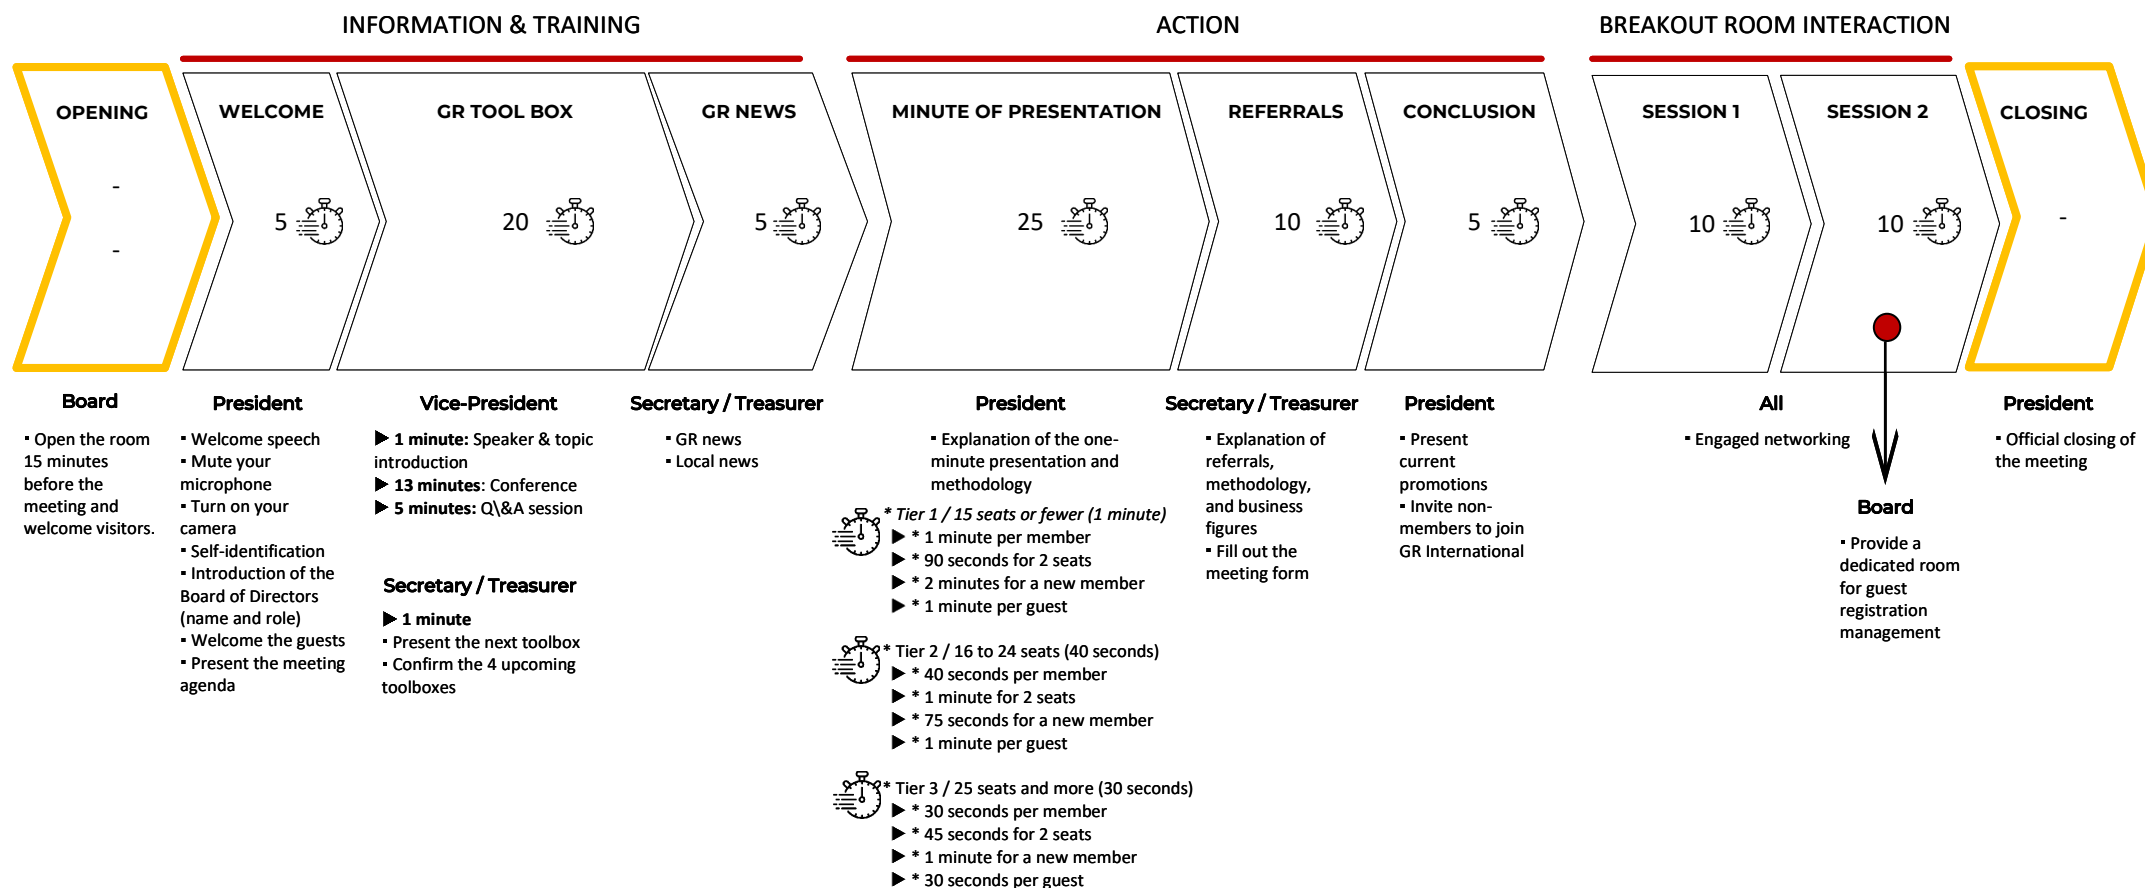 INFORMATION & TRAINING
ACTION
BREAKOUT ROOM INTERACTION
OPENING
-
-
WELCOME
5
GR TOOL BOX
20
GR NEWS
5
MINUTE OF PRESENTATION
25
REFERRALS
10
CONCLUSION
5
SESSION 1
10
SESSION 2
10
CLOSING
-
Board
▪ Open the room
15 minutes
before the
meeting and
welcome visitors.
President
▪ Welcome speech
▪ Mute your
microphone
▪ Turn on your
camera
▪ Self-identification
▪ Introduction of the
Board of Directors
(name and role)
▪ Welcome the guests
▪ Present the meeting
agenda
Vice-President
▶ 1 minute: Speaker & topic
introduction
▶ 13 minutes: Conference
▶ 5 minutes: Q\&A session
Secretary / Treasurer
▶ 1 minute
▪ Present the next toolbox
▪ Confirm the 4 upcoming
toolboxes
Secretary / Treasurer
▪ GR news
▪ Local news
President
▪ Explanation of the one-
minute presentation and
methodology
* Tier 1 / 15 seats or fewer (1 minute)
▶ * 1 minute per member
▶ * 90 seconds for 2 seats
▶ * 2 minutes for a new member
▶ * 1 minute per guest
* Tier 2 / 16 to 24 seats (40 seconds)
▶ * 40 seconds per member
▶ * 1 minute for 2 seats
▶ * 75 seconds for a new member
▶ * 1 minute per guest
* Tier 3 / 25 seats and more (30 seconds)
▶ * 30 seconds per member
▶ * 45 seconds for 2 seats
▶ * 1 minute for a new member
▶ * 30 seconds per guest
Secretary / Treasurer
▪ Explanation of
referrals,
methodology,
and business
figures
▪ Fill out the
meeting form
President
▪ Present
current
promotions
▪ Invite non-
members to join
GR International
All
▪ Engaged networking
Board
▪ Provide a
dedicated room
for guest
registration
management
President
▪ Official closing of
the meeting